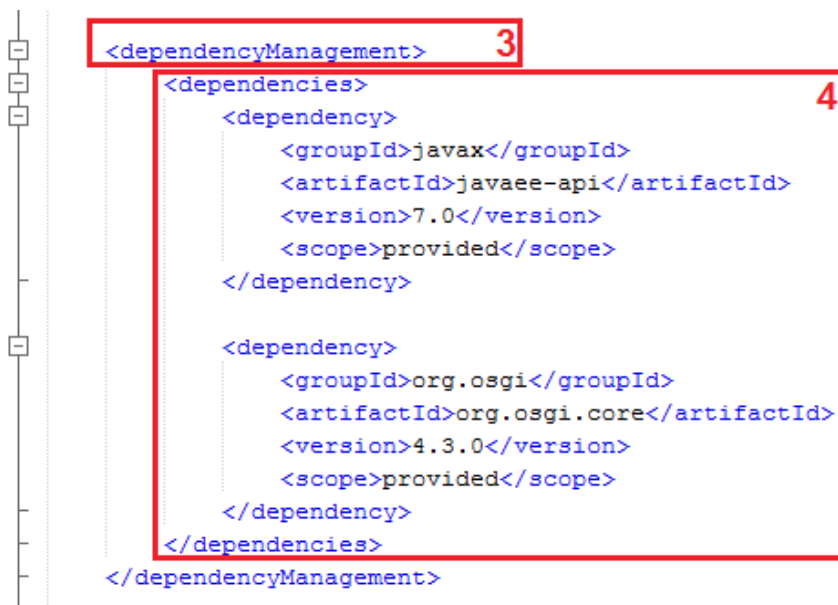 <dependencyManagement> 3
<dependencies> 4
<dependency>
<groupId>javax</groupId>
<artifactId>javaee-api</artifactId>
<version>7.0</version>
<scope>provided</scope>
</dependency>
<dependency>
<groupId>org.osgi</groupId>
<artifactId>org.osgi.core</artifactId>
<version>4.3.0</version>
<scope>provided</scope>
</dependency>
</dependencies>
</dependencyManagement>